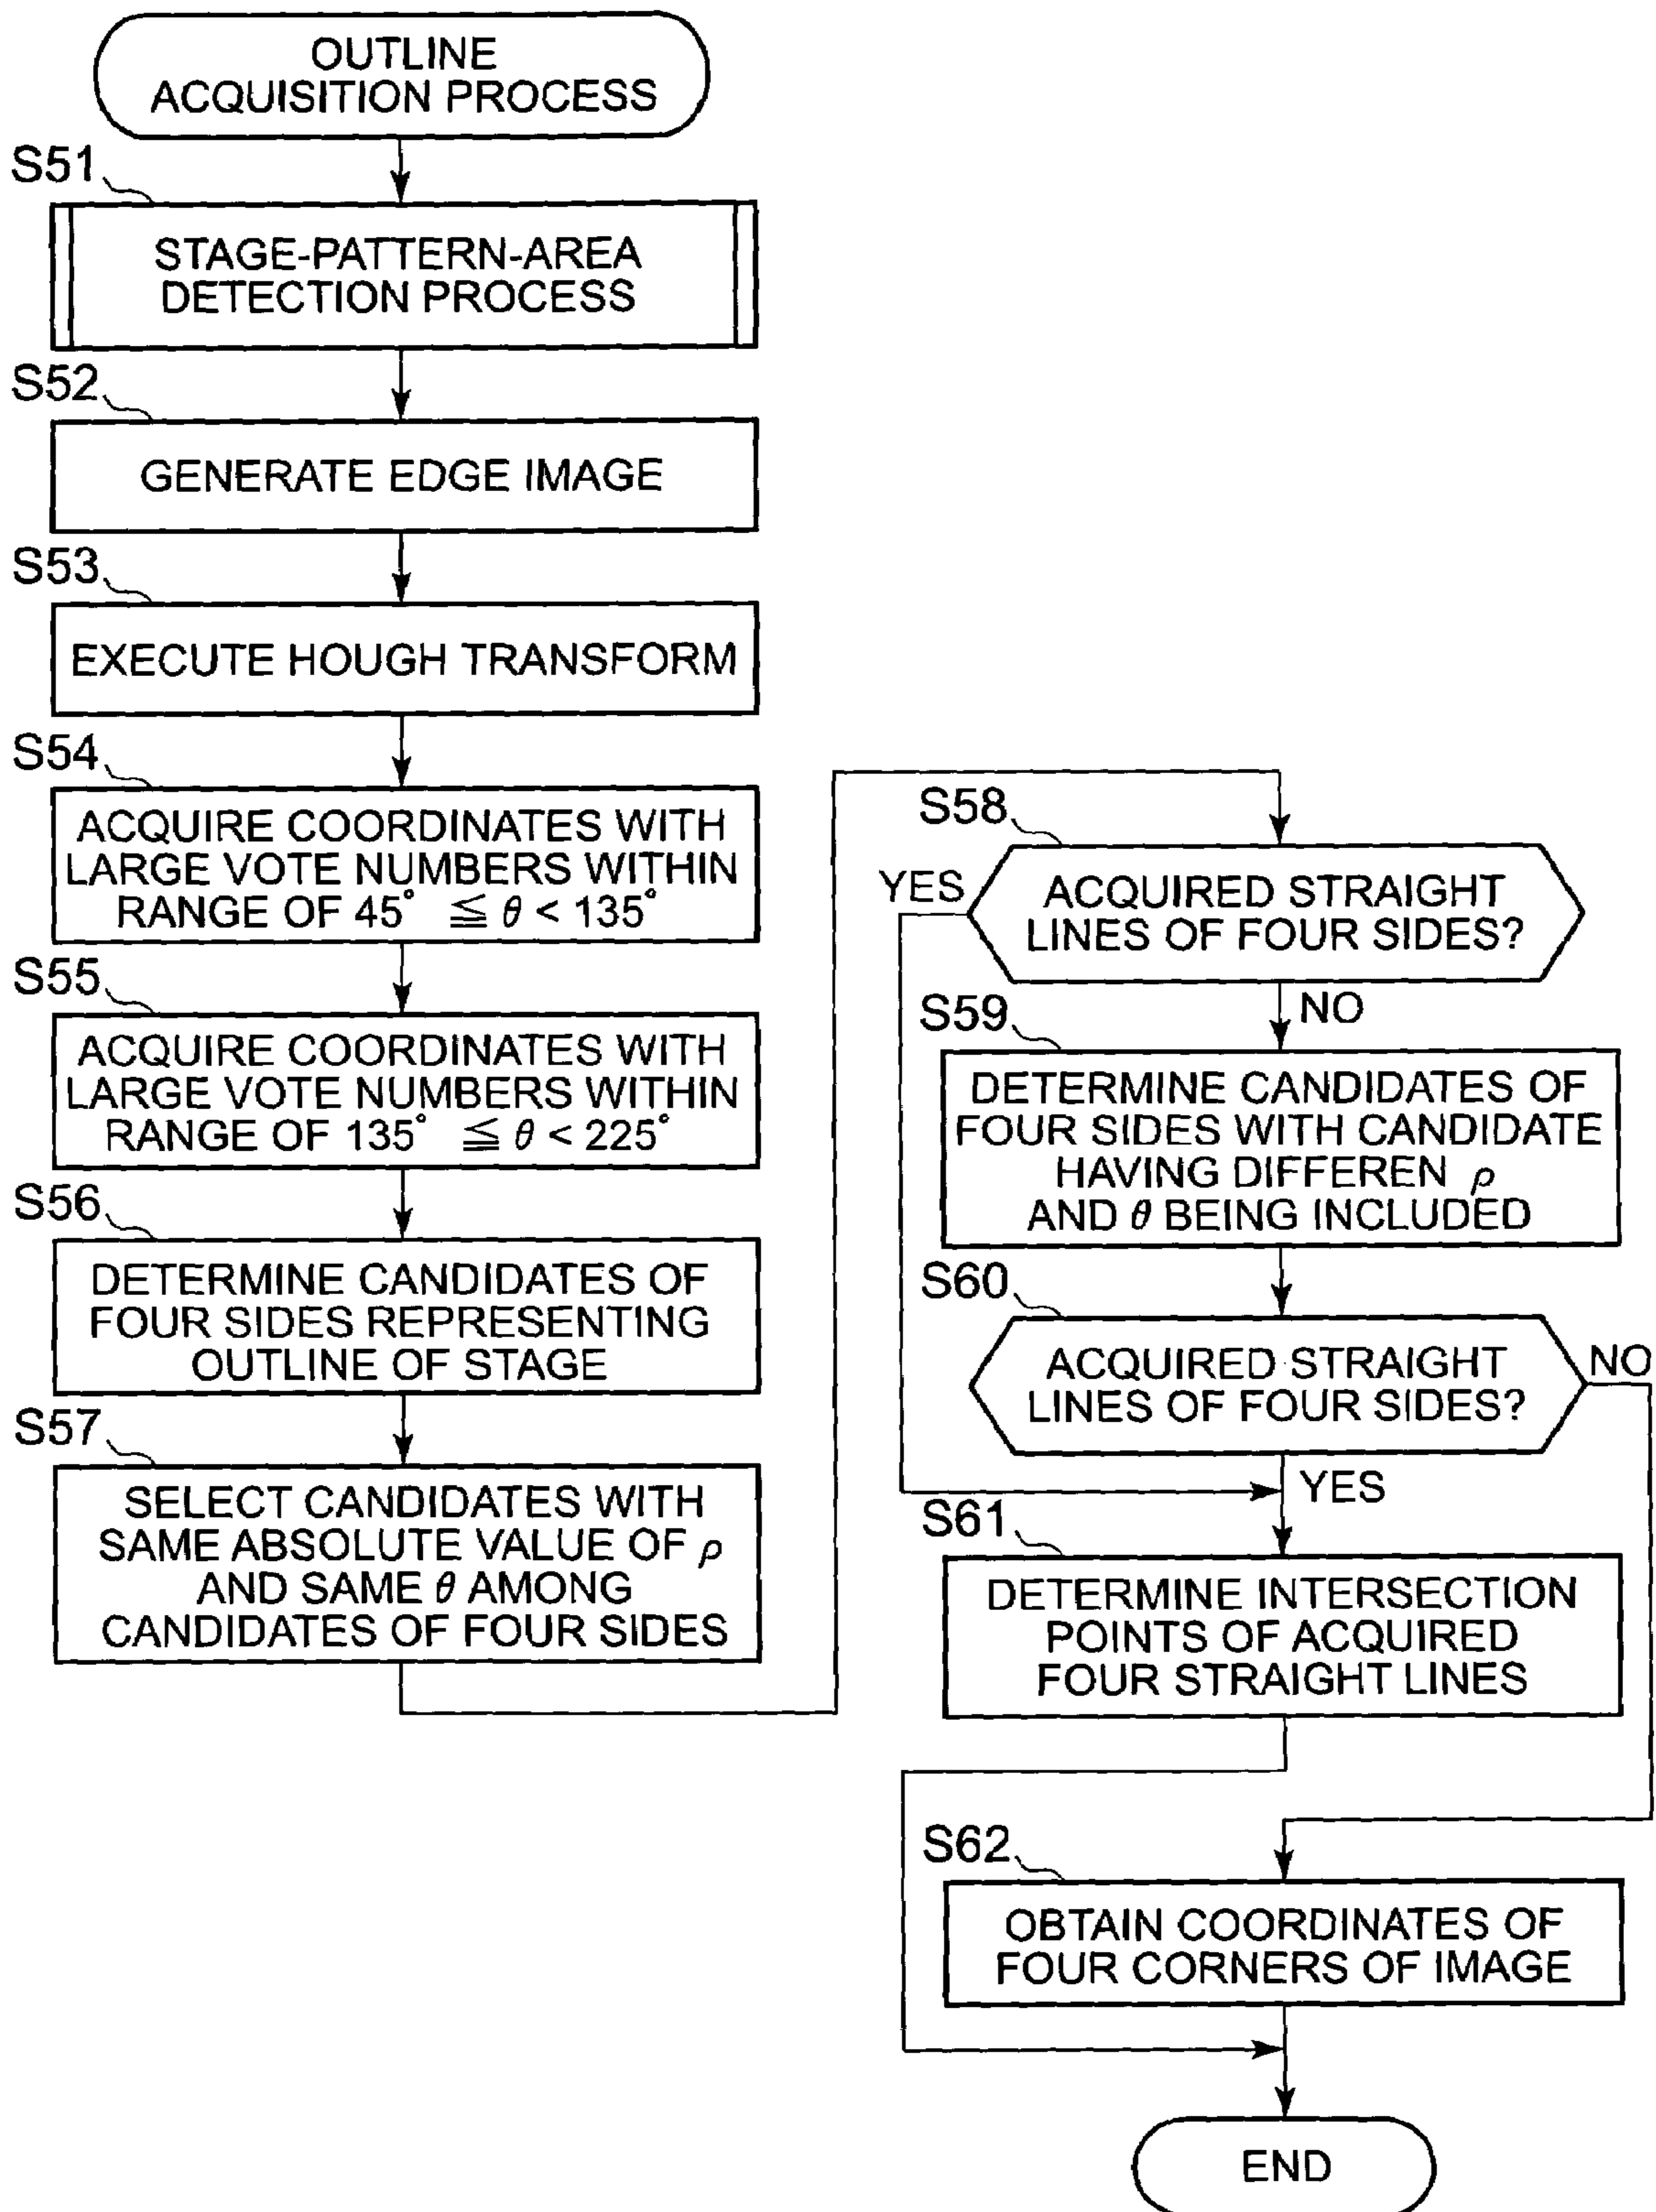 OUTLINE
ACQUISITION PROCESS
S51
STAGE-PATTERN-AREA
DETECTION PROCESS
S52
GENERATE EDGE IMAGE
S53
EXECUTE HOUGH TRANSFORM
S54
ACQUIRE COORDINATES WITH
LARGE VOTE NUMBERS WITHIN
RANGE OF 45° ≦ θ < 135°
S55
ACQUIRE COORDINATES WITH
LARGE VOTE NUMBERS WITHIN
RANGE OF 135° ≦ θ < 225°
S56
DETERMINE CANDIDATES OF
FOUR SIDES REPRESENTING
OUTLINE OF STAGE
S57
SELECT CANDIDATES WITH
SAME ABSOLUTE VALUE OF ρ
AND SAME θ AMONG
CANDIDATES OF FOUR SIDES
S58
YES
ACQUIRED STRAIGHT
LINES OF FOUR SIDES?
NO
S59
DETERMINE CANDIDATES OF
FOUR SIDES WITH CANDIDATE
HAVING DIFFEREN ρ
AND θ BEING INCLUDED
S60
ACQUIRED STRAIGHT
LINES OF FOUR SIDES?
NO
YES
S61
DETERMINE INTERSECTION
POINTS OF ACQUIRED
FOUR STRAIGHT LINES
S62
OBTAIN COORDINATES OF
FOUR CORNERS OF IMAGE
END